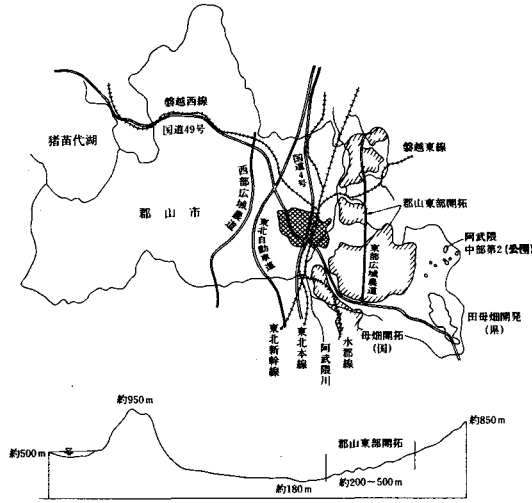 磐越西線
国道49号
猪苗代湖
郡山市
西部広域農道
東北自動車道
国道4号
磐越東線
郡山東部開拓
東部広域農道
阿武隈
中部第2(公団)
田母畑開発
(県)
母畑開拓
(国)
水郡線
阿武隈川
東北本線
東北新幹線
約950m
約500m
約850m
郡山東部開拓
約180m
約200~500m